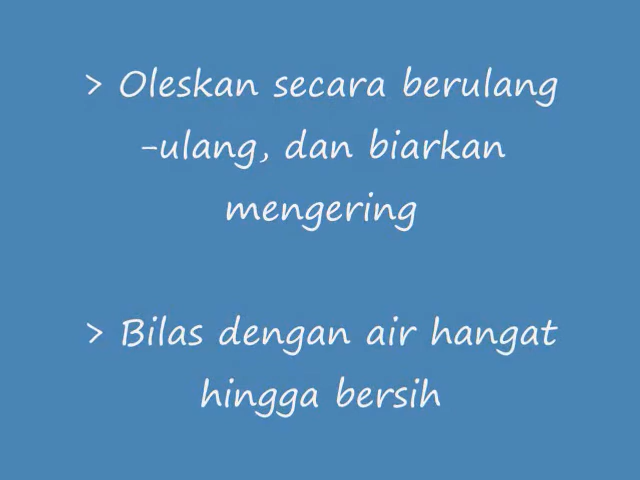 > Oleskan secara berulang
-ulang, dan biarkan
mengering
> Bilas dengan air hangat
hingga bersih